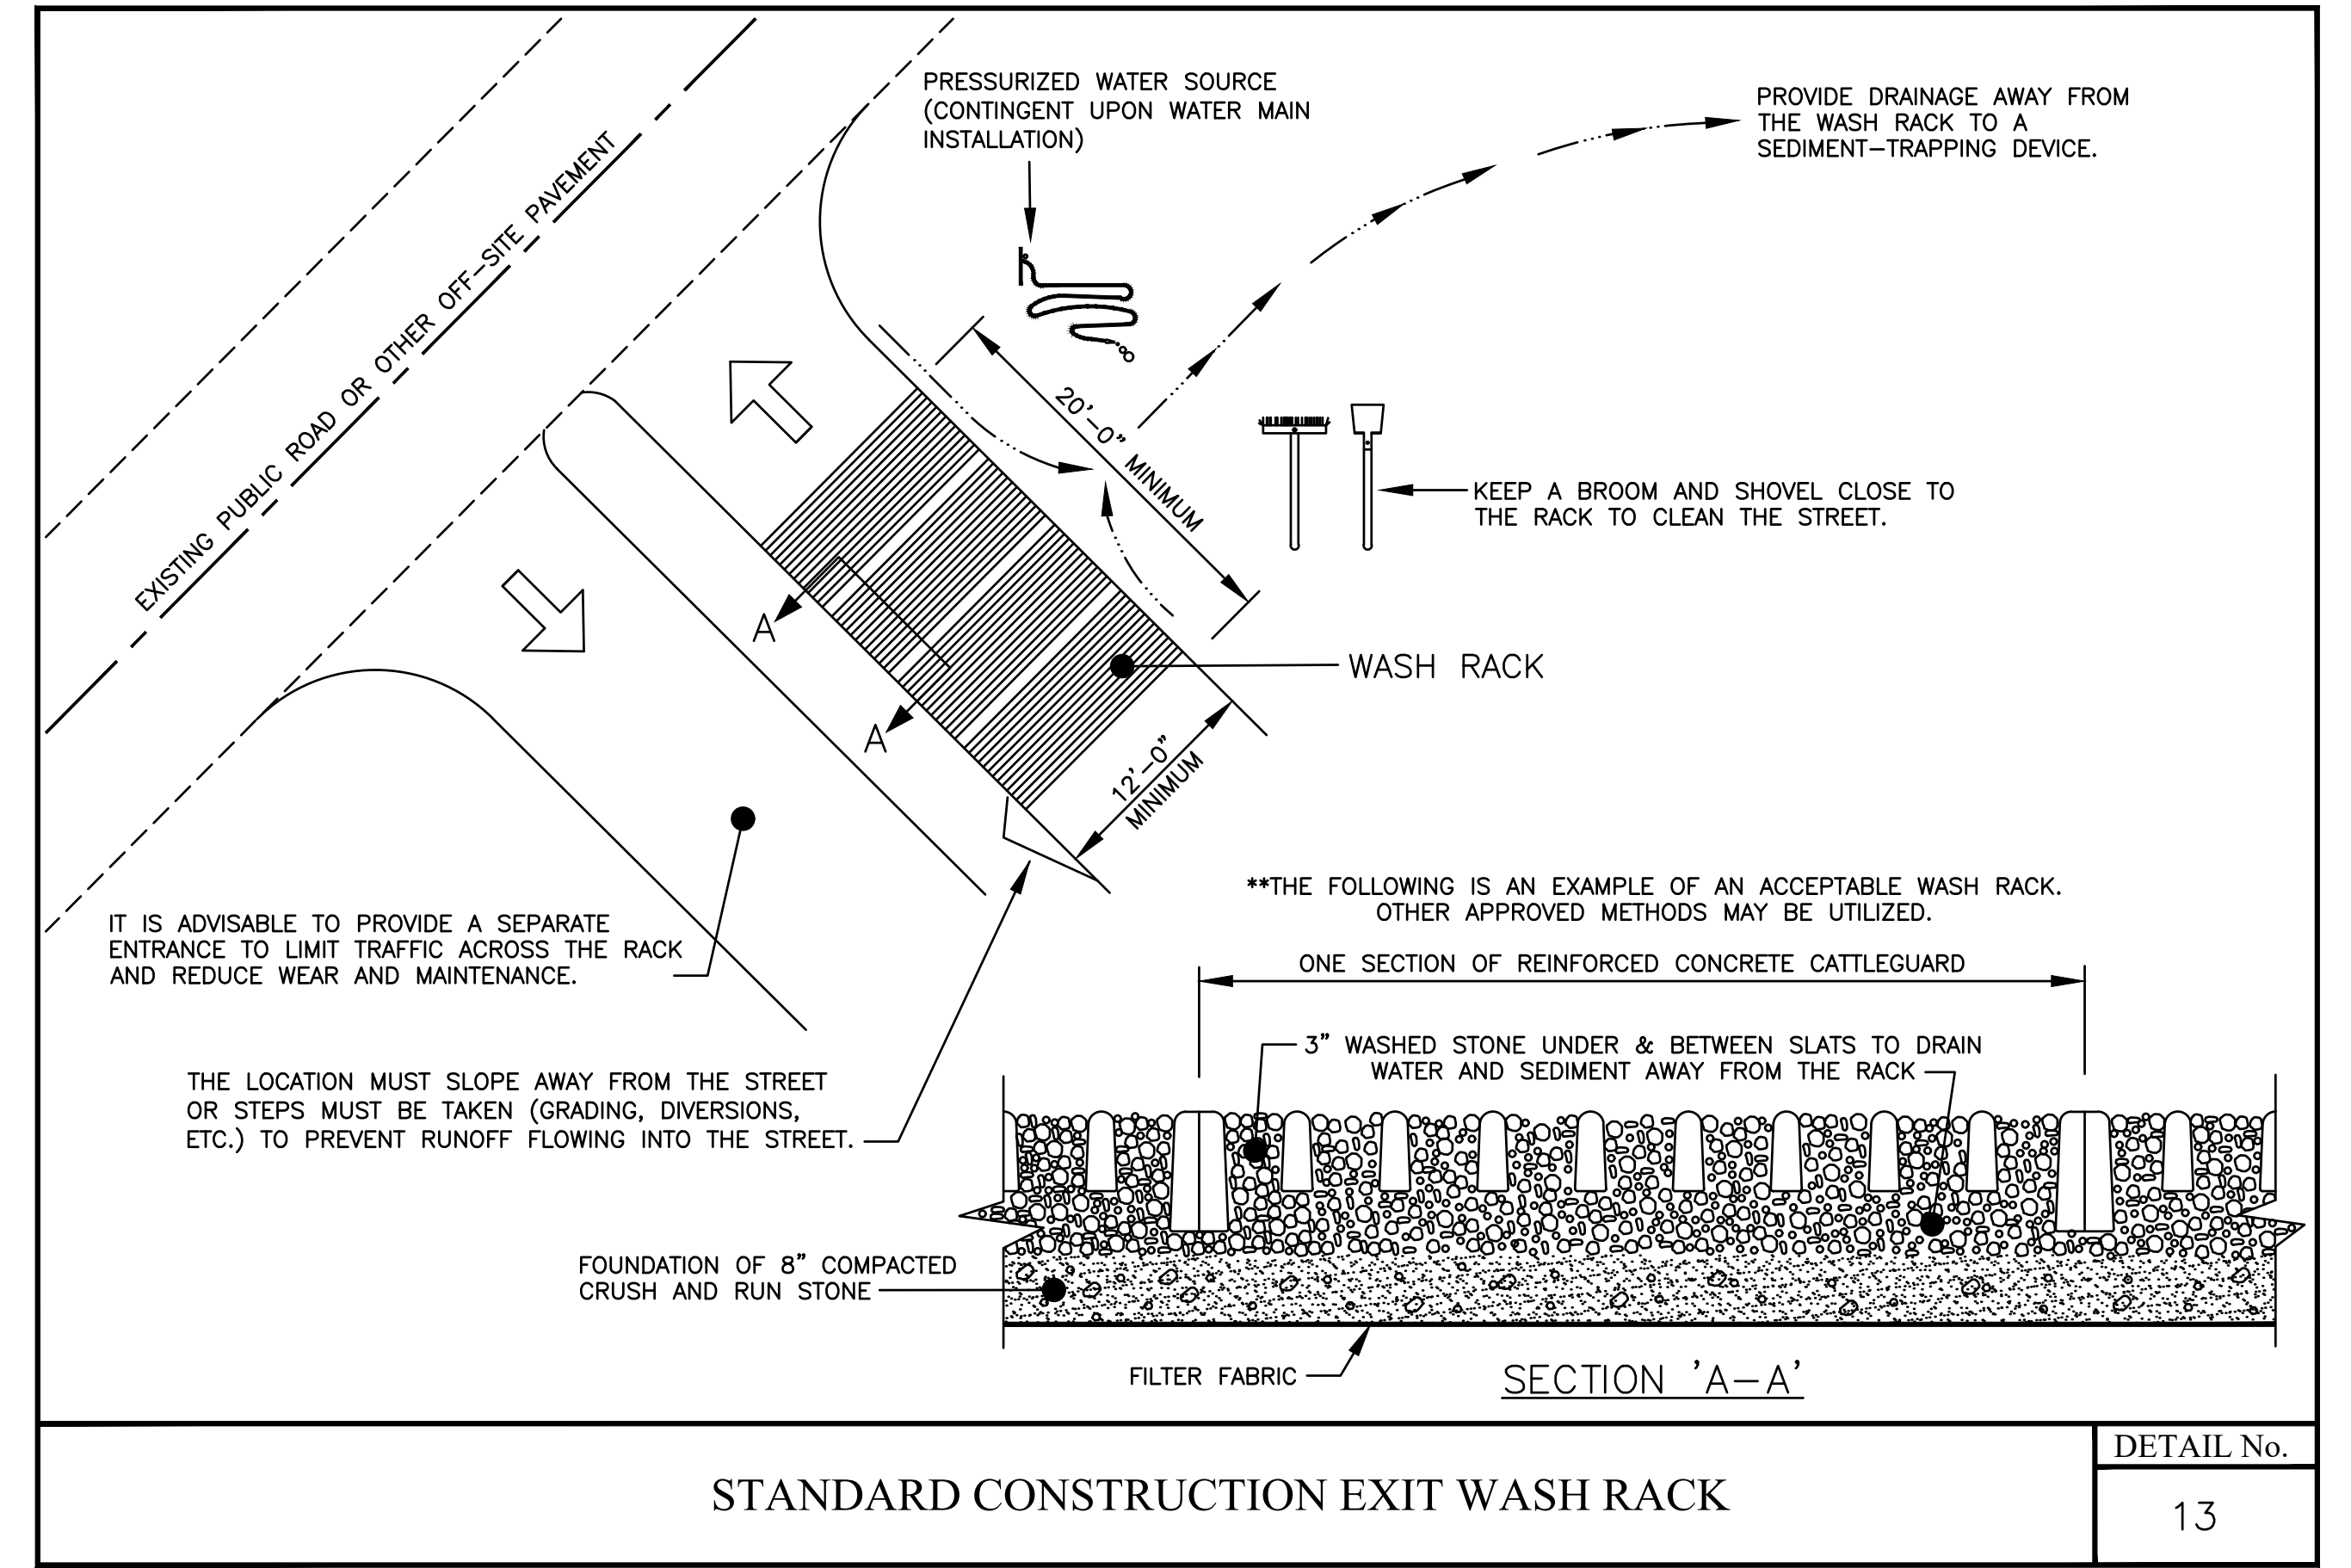 PRESSURIZED WATER SOURCE
(CONTINGENT UPON WATER MAIN
INSTALLATION)
PROVIDE DRAINAGE AWAY FROM
THE WASH RACK TO A
SEDIMENT-TRAPPING DEVICE.
EXISTING PUBLIC ROAD OR OTHER OFF-SITE PAVEMENT
20'-0" MINIMUM
KEEP A BROOM AND SHOVEL CLOSE TO
THE RACK TO CLEAN THE STREET.
A
WASH RACK
A
12'-0"
MINIMUM
IT IS ADVISABLE TO PROVIDE A SEPARATE
ENTRANCE TO LIMIT TRAFFIC ACROSS THE RACK
AND REDUCE WEAR AND MAINTENANCE.
**THE FOLLOWING IS AN EXAMPLE OF AN ACCEPTABLE WASH RACK.
OTHER APPROVED METHODS MAY BE UTILIZED.
ONE SECTION OF REINFORCED CONCRETE CATTLEGUARD
3" WASHED STONE UNDER & BETWEEN SLATS TO DRAIN
WATER AND SEDIMENT AWAY FROM THE RACK
THE LOCATION MUST SLOPE AWAY FROM THE STREET
OR STEPS MUST BE TAKEN (GRADING, DIVERSIONS,
ETC.) TO PREVENT RUNOFF FLOWING INTO THE STREET.
FOUNDATION OF 8" COMPACTED
CRUSH AND RUN STONE
FILTER FABRIC
SECTION 'A-A'
STANDARD CONSTRUCTION EXIT WASH RACK
DETAIL No.
13